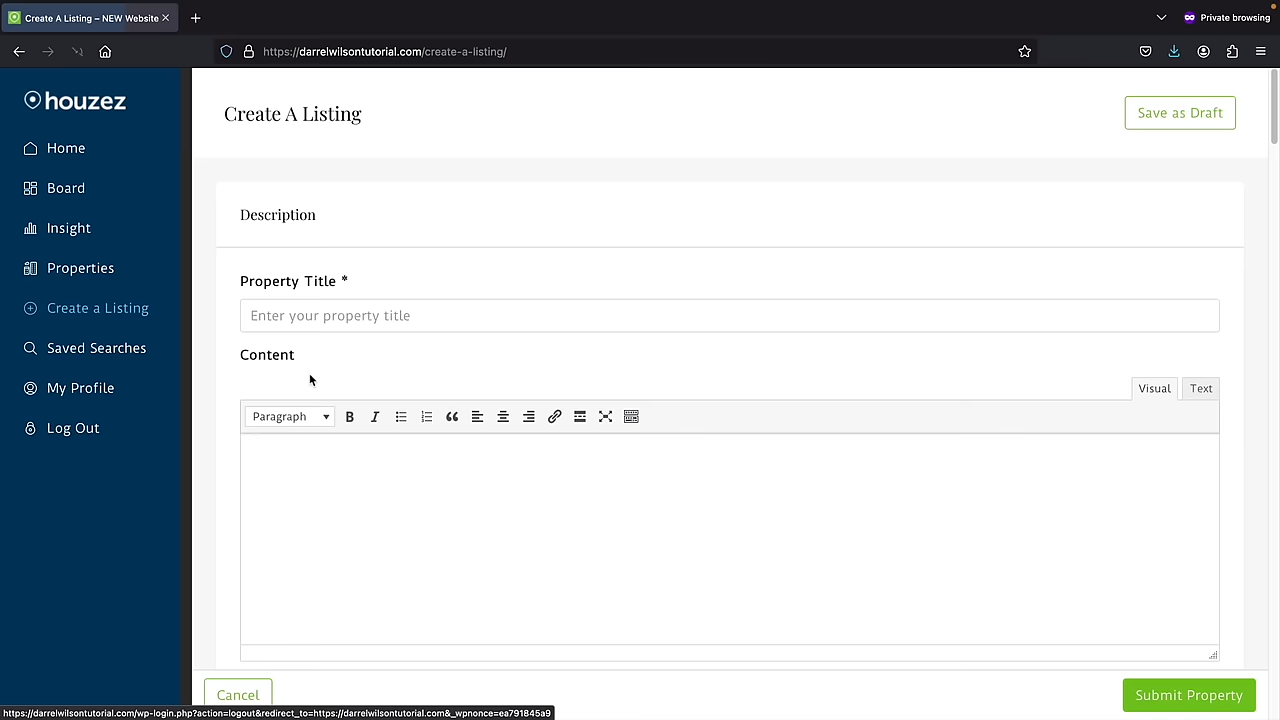 Create A Listing – NEW Website
Private browsing
https://darrelwilsontutorial.com/create-a-listing/
houzez
Home
Board
Insight
Properties
Create a Listing
Saved Searches
My Profile
Log Out
Create A Listing
Save as Draft
Description
Property Title *
Enter your property title
Content
Visual
Text
Paragraph
Cancel
Submit Property
https://darrelwilsontutorial.com/wp-login.php?action=logout&redirect_to=https://darrelwilsontutorial.com&_wpnonce=ea791845a9